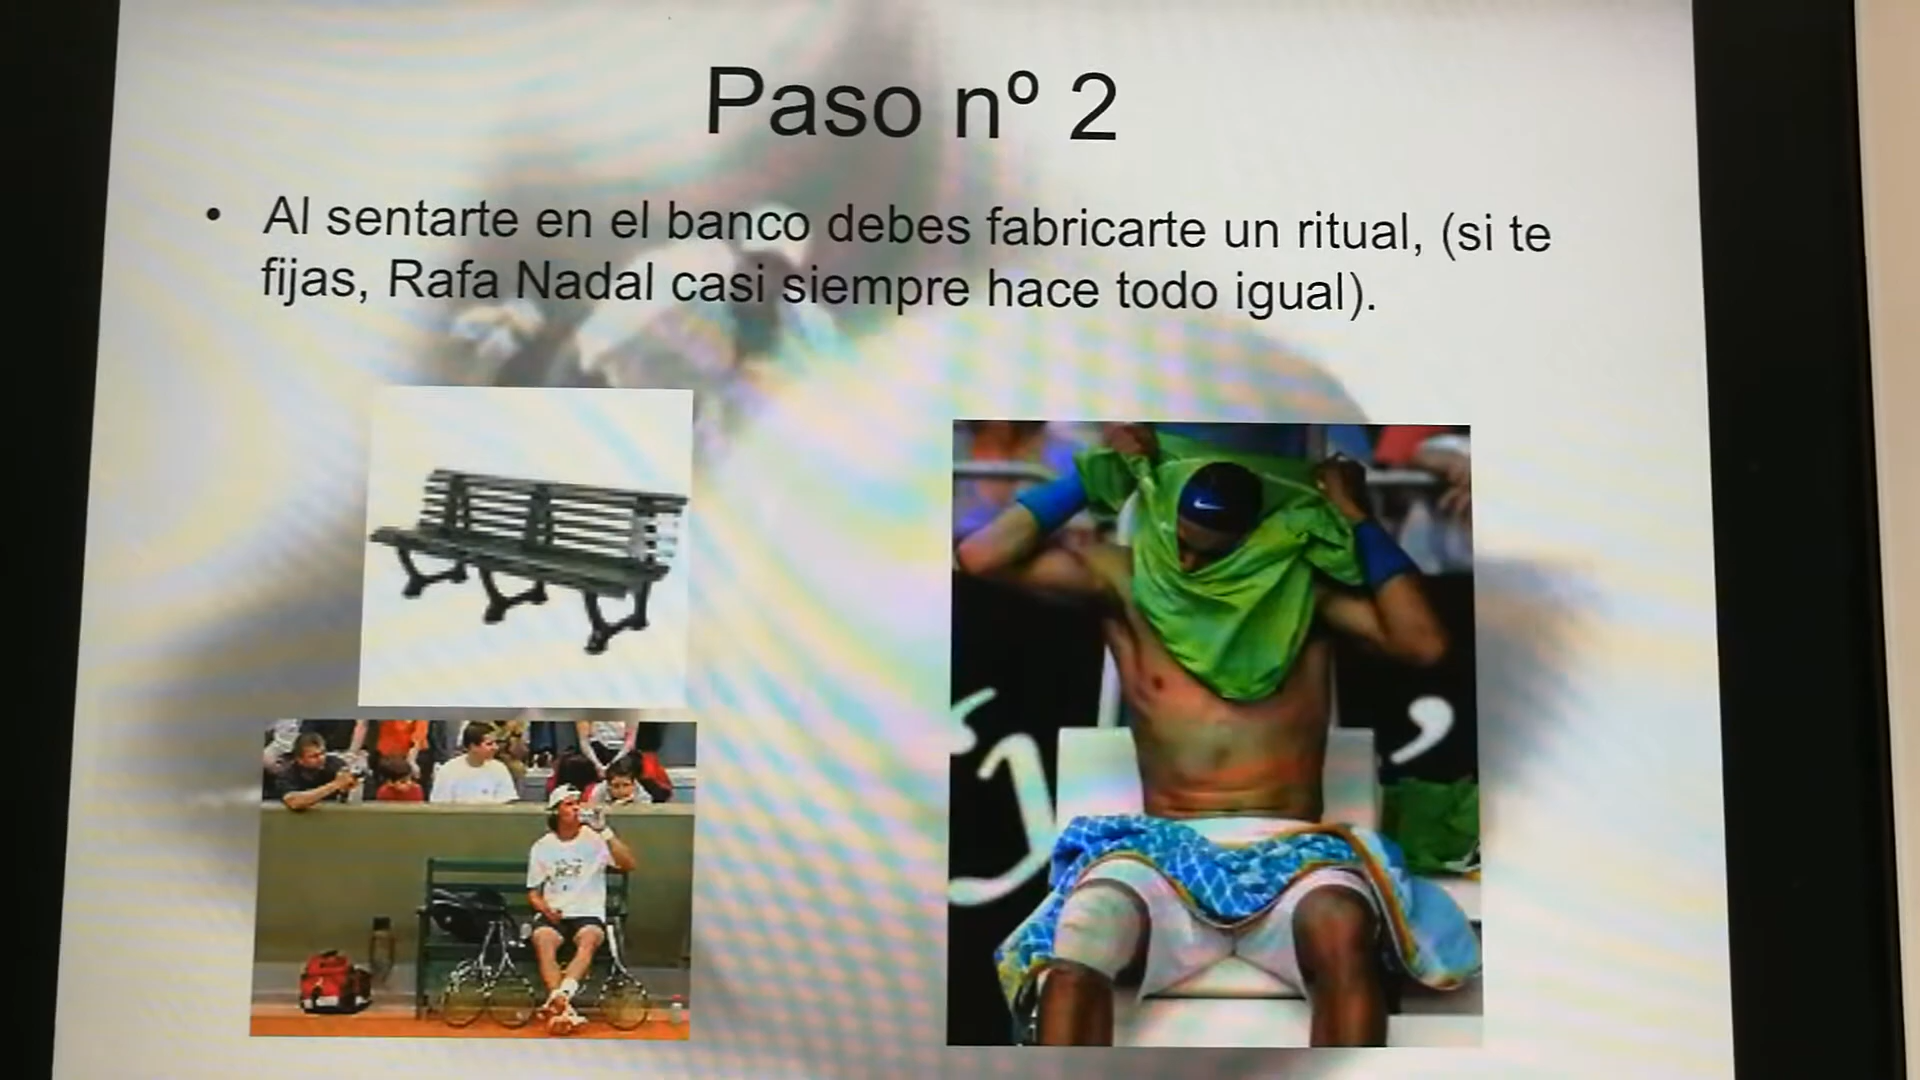 Paso nº 2
• Al sentarte en el banco debes fabricarte un ritual, (si te
fijas, Rafa Nadal casi siempre hace todo igual).